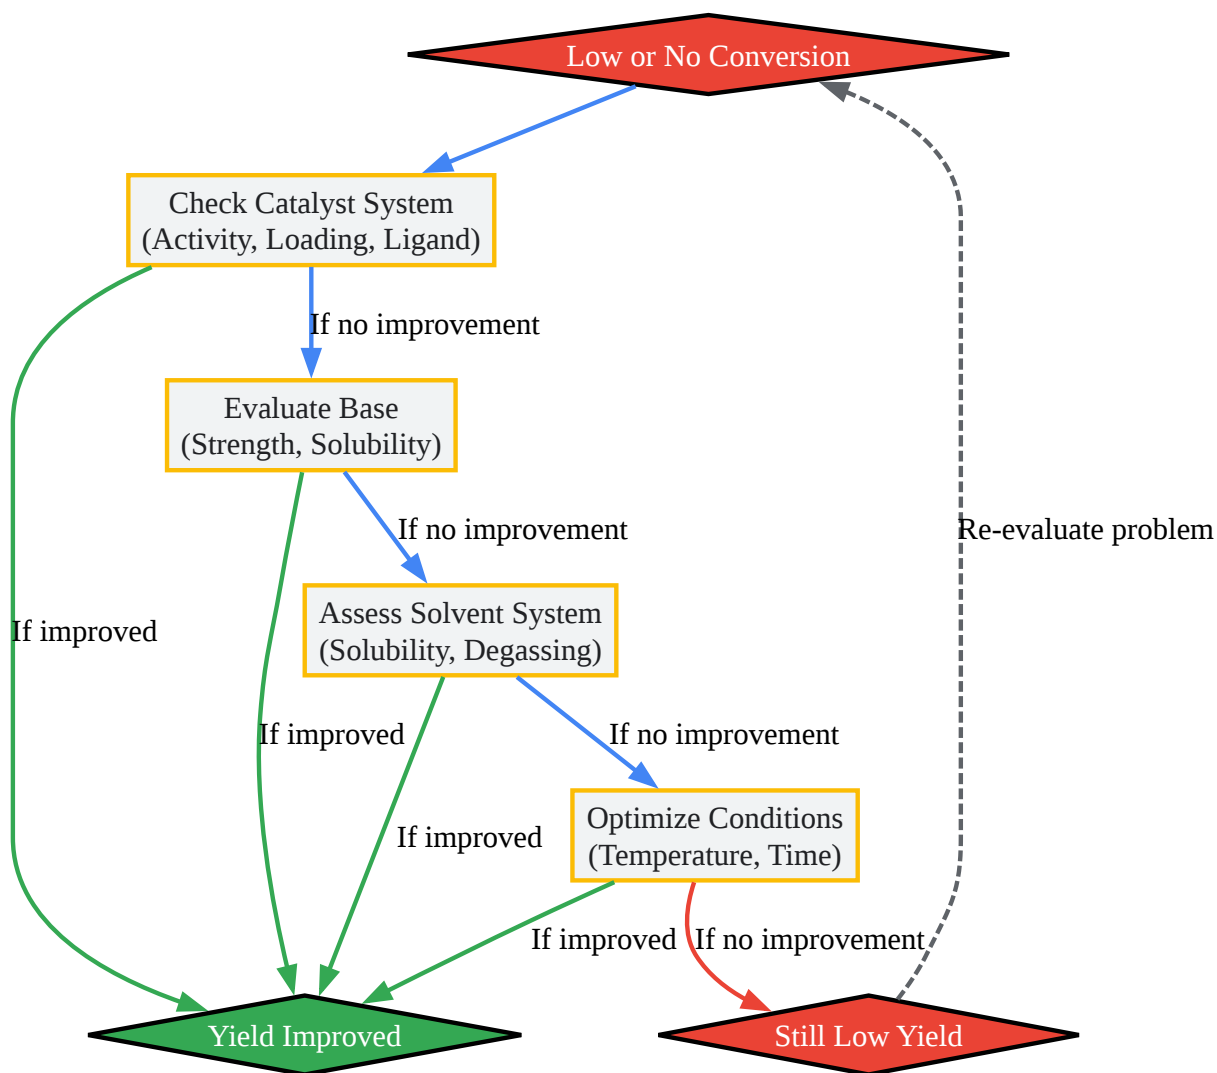 Low or No Conversion
Check Catalyst System
(Activity, Loading, Ligand)
If no improvement
Evaluate Base
(Strength, Solubility)
If no improvement
Re-evaluate problem
Assess Solvent System
(Solubility, Degassing)
If improved
If improved
If no improvement
Optimize Conditions
(Temperature, Time)
If improved
If improved
If no improvement
Yield Improved
Still Low Yield